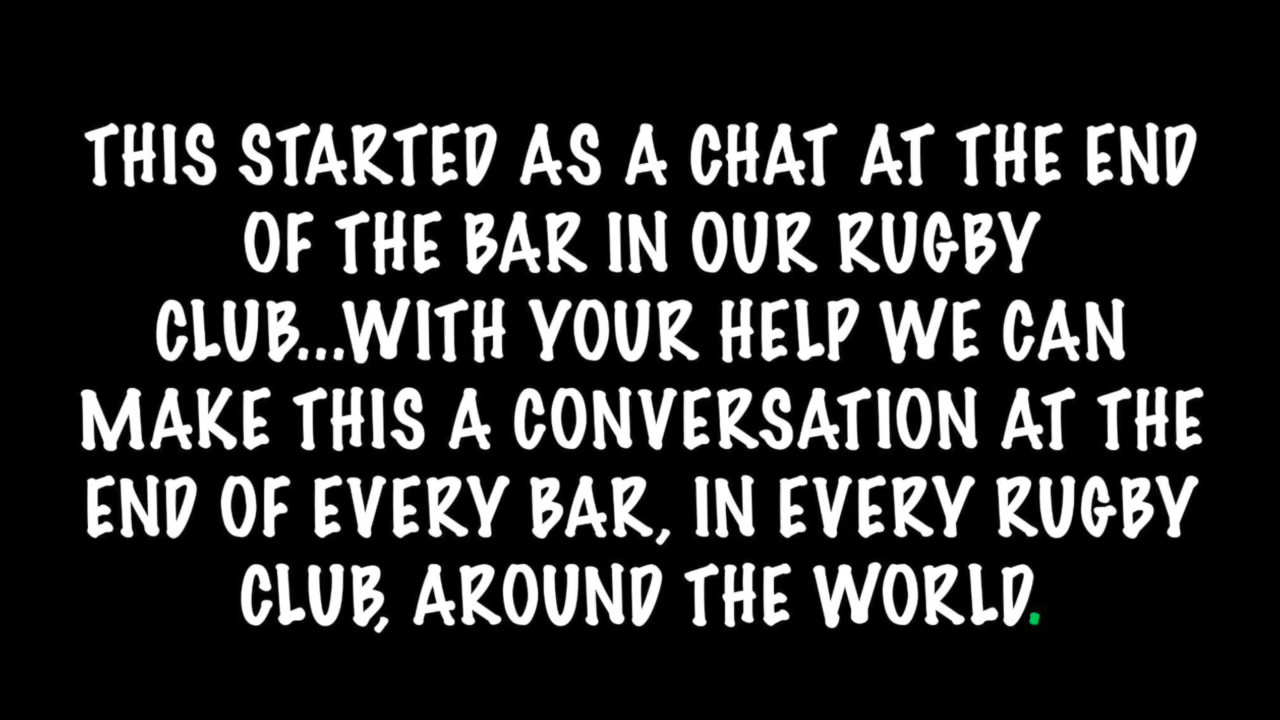 THIS STARTED AS A CHAT AT THE END
OF THE BAR IN OUR RUGBY
CLUB...WITH YOUR HELP WE CAN
MAKE THIS A CONVERSATION AT THE
END OF EVERY BAR, IN EVERY RUGBY
CLUB, AROUND THE WORLD.